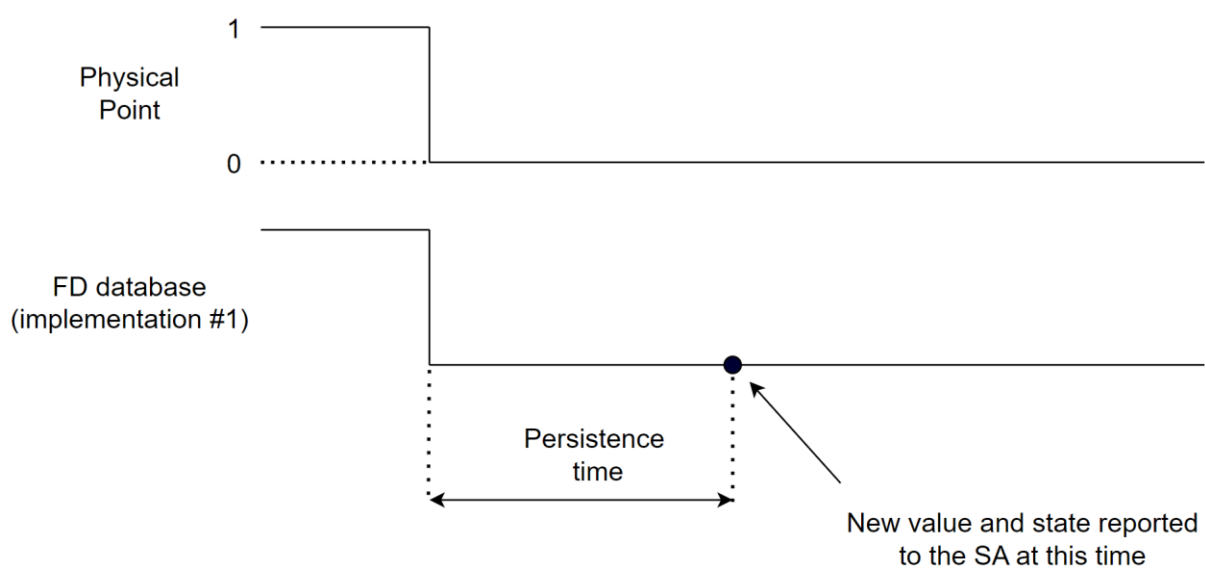 1
Physical
Point
0
FD database
(implementation #1)
Persistence
time
New value and state reported
to the SA at this time